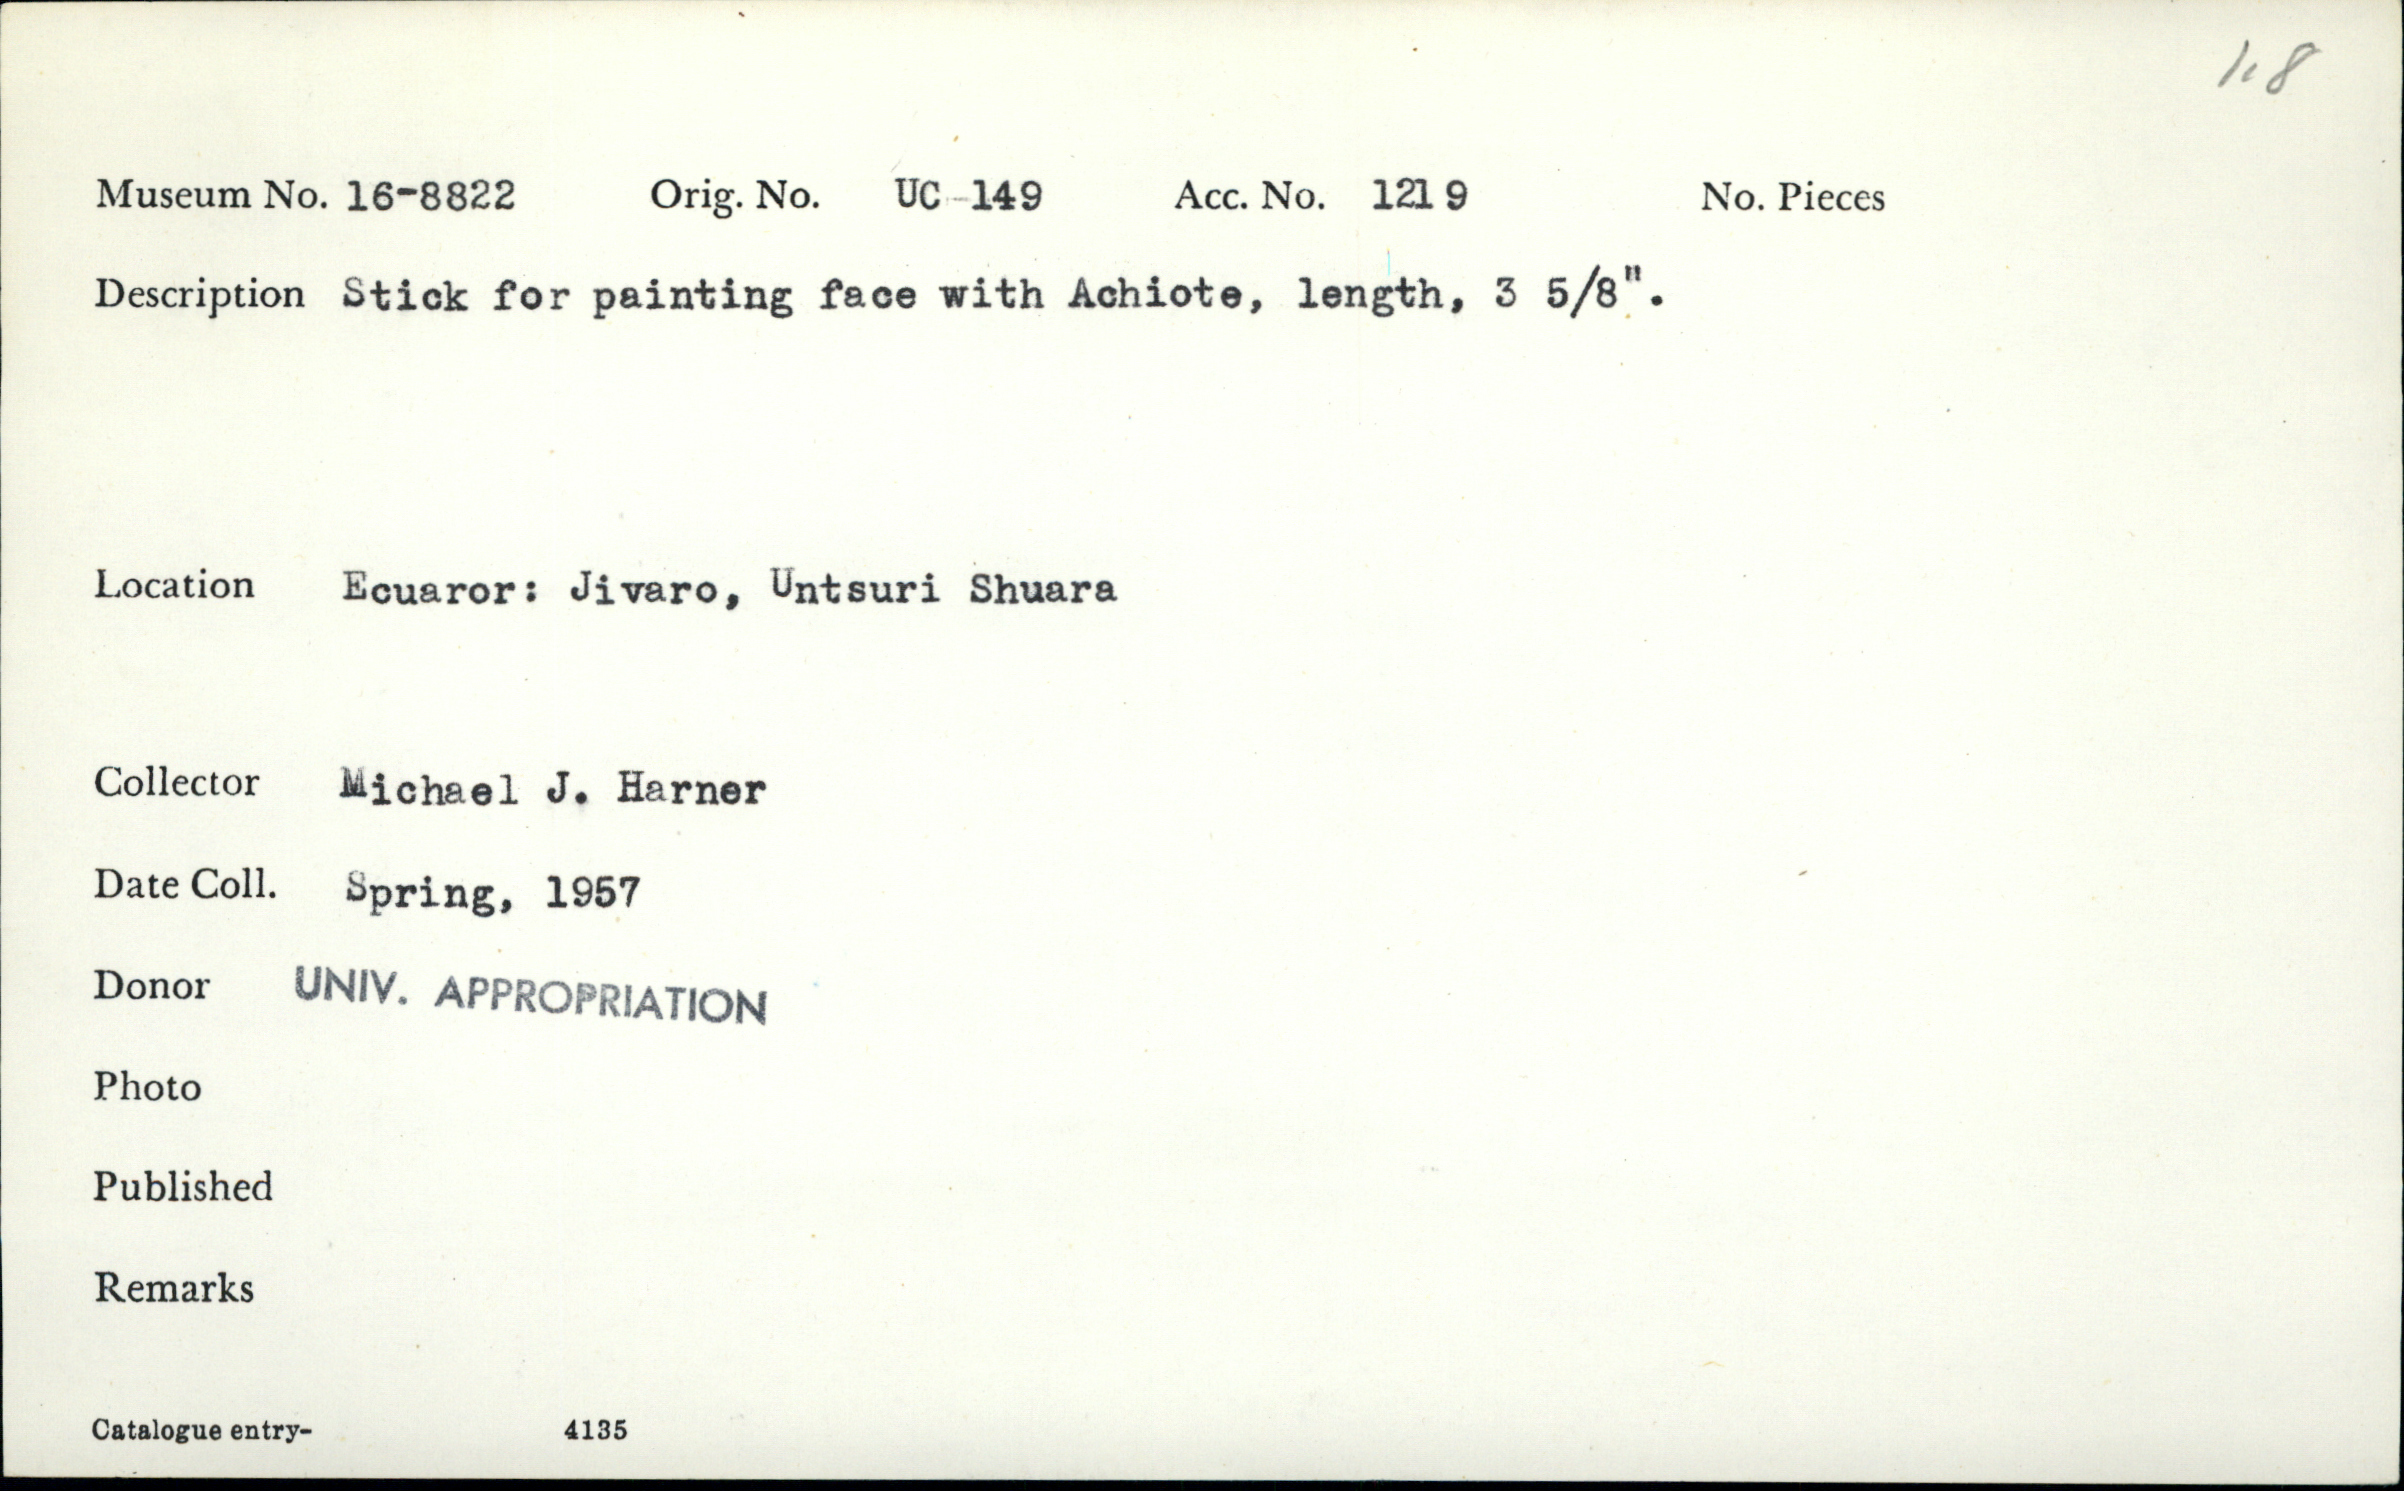 1.8
Museum No. 16-8822 Orig. No. UC 149 Acc. No. 1219 No. Pieces
Description Stick for painting face with Achiote, length, 3 5/8".
Location Ecuaror: Jivaro, Untsuri Shuara
Collector Michael J. Harner
Date Coll. Spring, 1957
Donor UNIV. APPROPRIATION
Photo
Published
Remarks
Catalogue entry- 4135